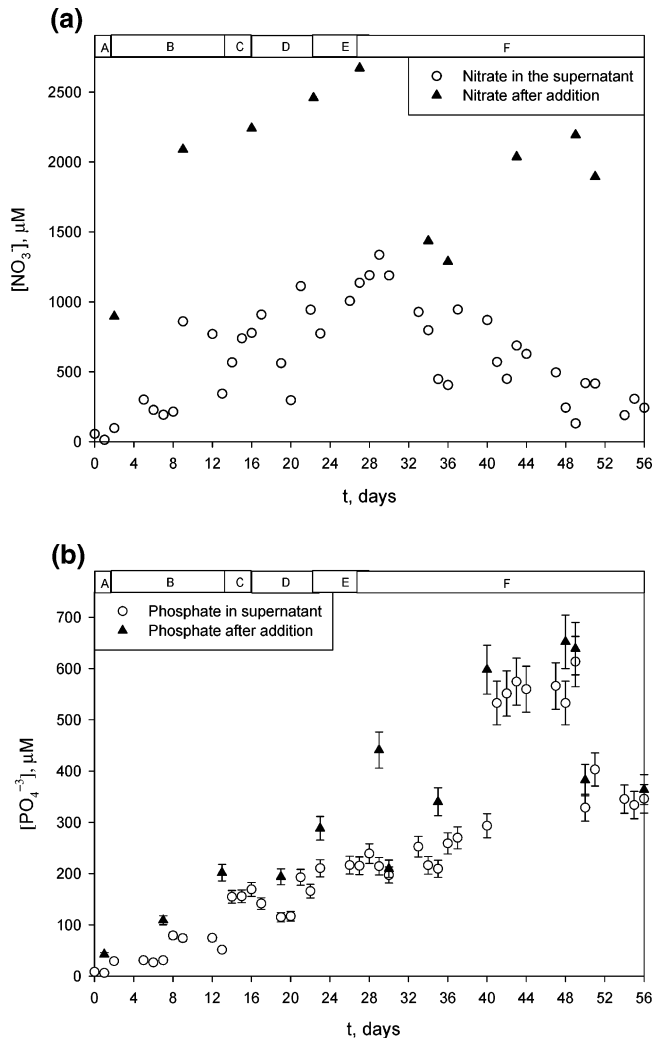 (a)
A B C D E F
Nitrate in the supernatant
Nitrate after addition
2500
2000
1500
1000
500
0
[NO3-], μM
0 4 8 12 16 20 24 28 32 36 40 44 48 52 56
t, days
(b)
A B C D E F
Phosphate in supernatant
Phosphate after addition
700
600
500
400
300
200
100
0
[PO4−3], μM
0 4 8 12 16 20 24 28 32 36 40 44 48 52 56
t, days